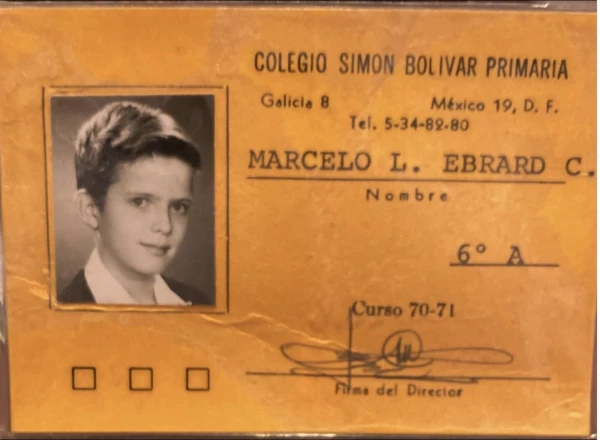 COLEGIO SIMON BOLIVAR PRIMARIA
Galicia 8 México 19, D. F.
Tel. 5-34-82-80
MARCELO L. EBRARD C.
Nombre
6° A
Curso 70-71
Firma del Director